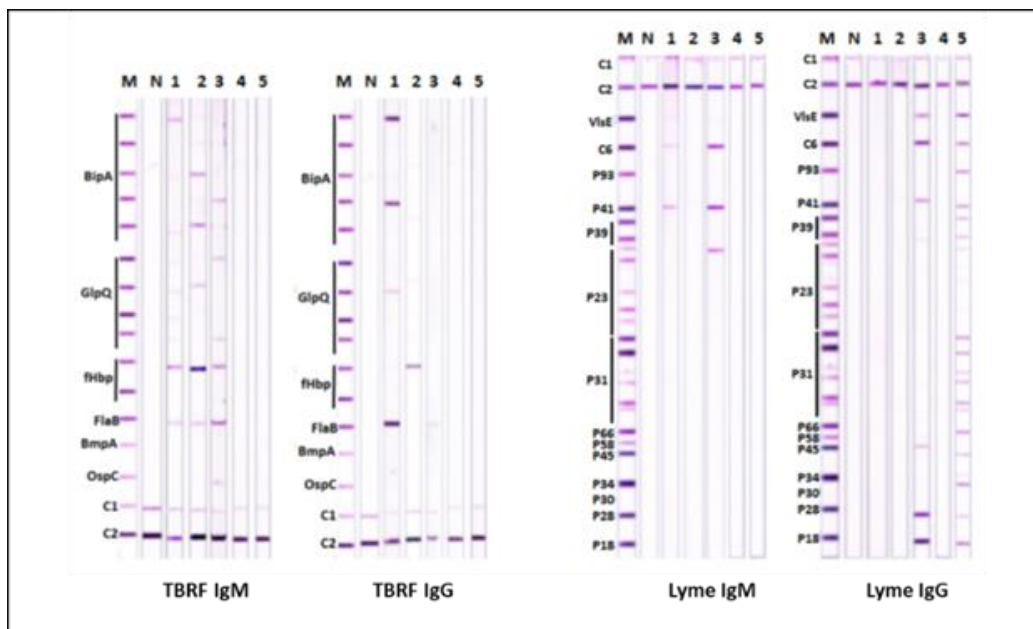 M N 1 2 3 4 5
BipA
GlpQ
fHbp
FlaB
BmpA
OspC
C1
C2
TBRF IgM
M N 1 2 3 4 5
BipA
GlpQ
fHbp
FlaB
BmpA
OspC
C1
C2
TBRF IgG
M N 1 2 3 4 5
C1
C2
VlsE
C6
P93
P41
P39
P23
P31
P66
P58
P45
P34
P30
P28
P18
Lyme IgM
M N 1 2 3 4 5
C1
C2
VlsE
C6
P93
P41
P39
P23
P31
P66
P58
P45
P34
P30
P28
P18
Lyme IgG